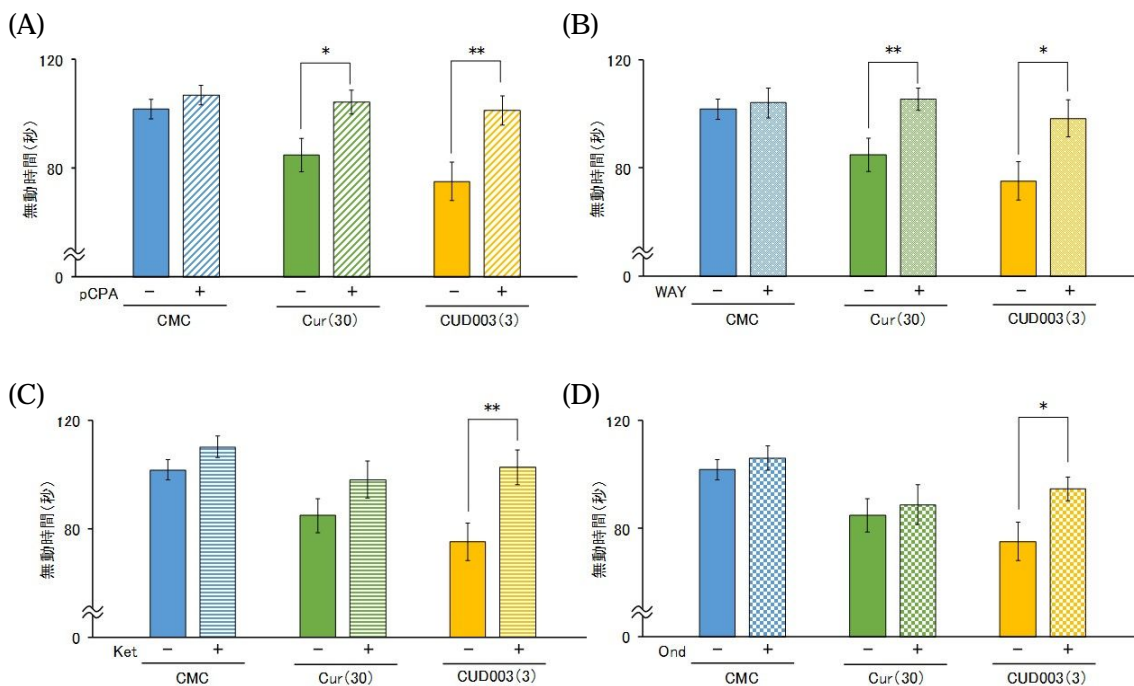 (A)
120
80
0
無動時間(秒)
*
**
pCPA − + − + − +
CMC Cur(30) CUD003(3)
(B)
120
80
0
無動時間(秒)
**
*
WAY − + − + − +
CMC Cur(30) CUD003(3)
(C)
120
80
0
無動時間(秒)
**
Ket − + − + − +
CMC Cur(30) CUD003(3)
(D)
120
80
0
無動時間(秒)
*
Ond − + − + − +
CMC Cur(30) CUD003(3)